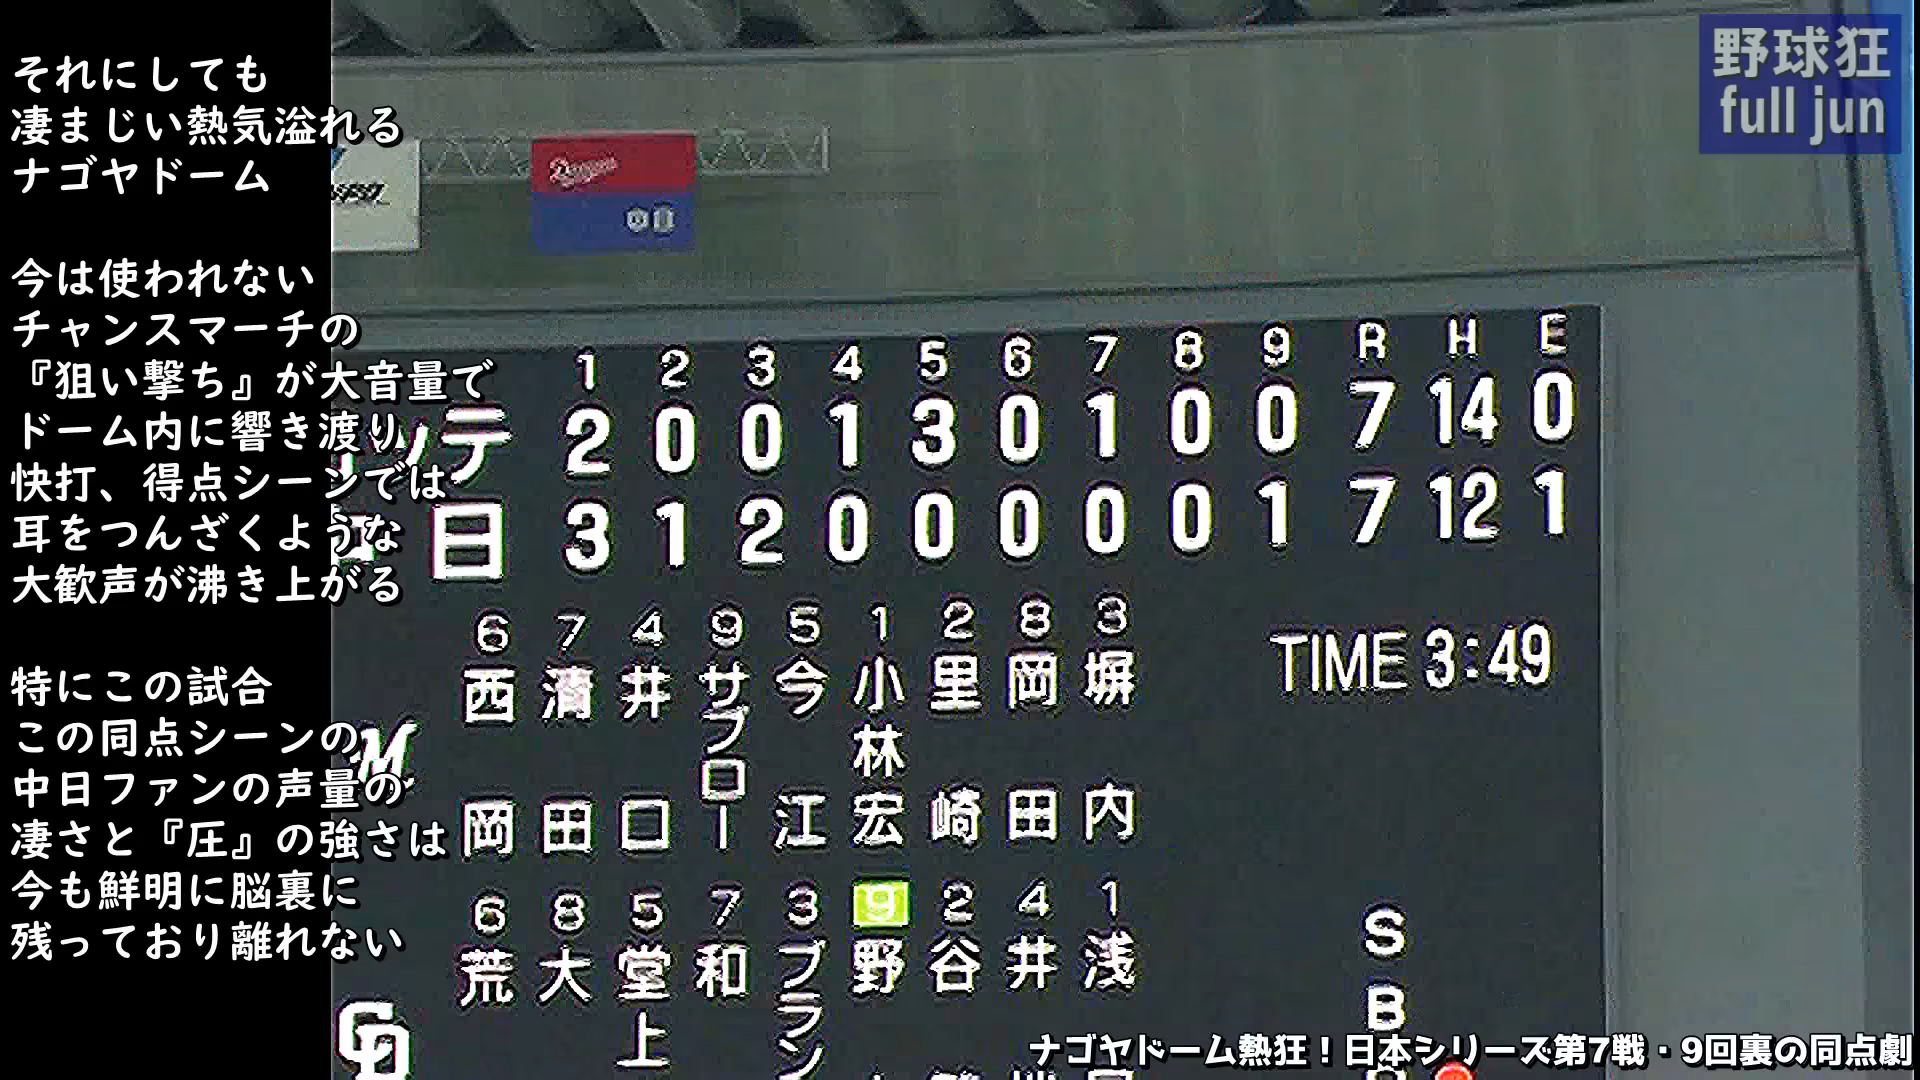 それにしても
凄まじい熱気溢れる
ナゴヤドーム
今は使われない
チャンスマーチの
『狙い撃ち』が大音量で
ドーム内に響き渡り
快打、得点シーンでは
耳をつんざくような
大歓声が沸き上がる
特にこの試合
この同点シーンの
中日ファンの声量の
凄さと『圧』の強さは
今も鮮明に脳裏に
残っており離れない
野球狂
full jun
Dragons
1 2 3 4 5 6 7 8 9 R H E
ッテ 2 0 0 1 3 0 1 0 0 7 14 0
日 3 1 2 0 0 0 0 0 1 7 12 1
6 7 4 9 5 1 2 8 3
西岡 清田 井口 サブロー 今江 小林宏 里崎 岡田 堀内
TIME 3:49
M
6 8 5 7 3 9 2 4 1
荒 大 堂上 和 ブラン 野 谷 井 浅
CD
S
B
ナゴヤドーム熱狂！日本シリーズ第7戦・9回裏の同点劇